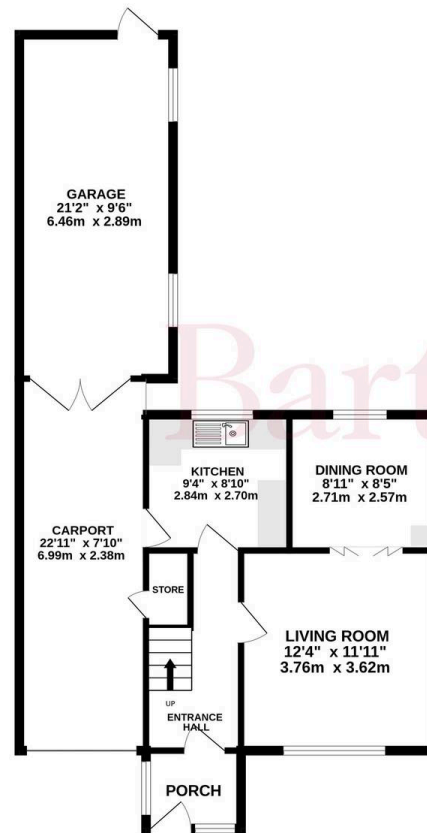 GARAGE
21'2" x 9'6"
6.46m x 2.89m
Bart
KITCHEN
9'4" x 8'10"
2.84m x 2.70m
DINING ROOM
8'11" x 8'5"
2.71m x 2.57m
CARPORT
22'11" x 7'10"
6.99m x 2.38m
STORE
LIVING ROOM
12'4" x 11'11"
3.76m x 3.62m
UP
ENTRANCE
HALL
PORCH